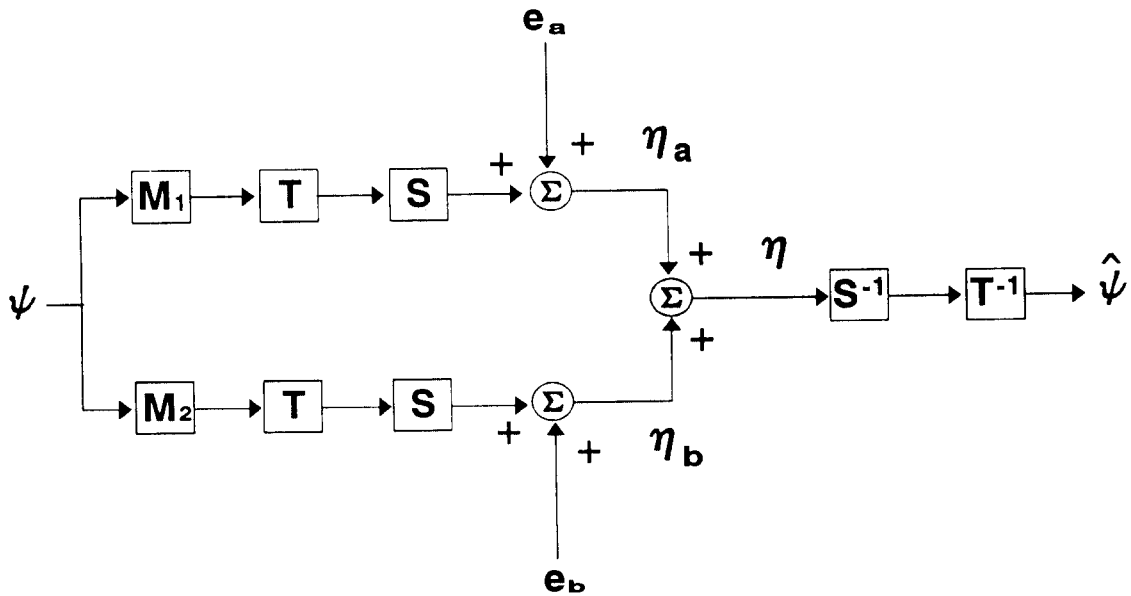 eₐ
+ + ηₐ
M₁ T S Σ
+ η
ψ Σ S⁻¹ T⁻¹ ψ̂
+
M₂ T S Σ
+ + η_b
e_b